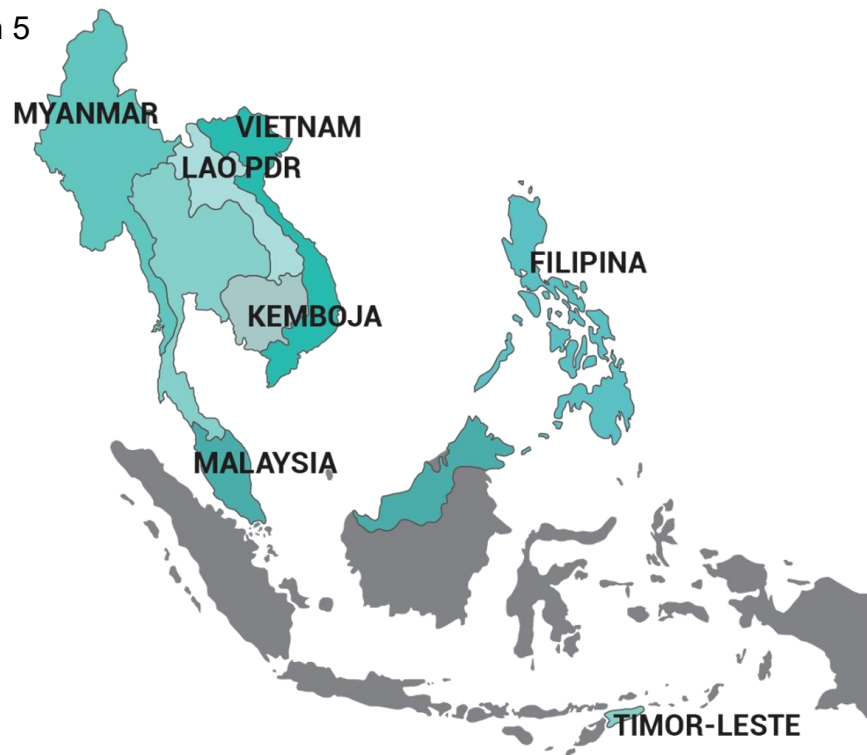 5
MYANMAR
VIETNAM
LAO PDR
FILIPINA
KEMBOJA
MALAYSIA
TIMOR-LESTE